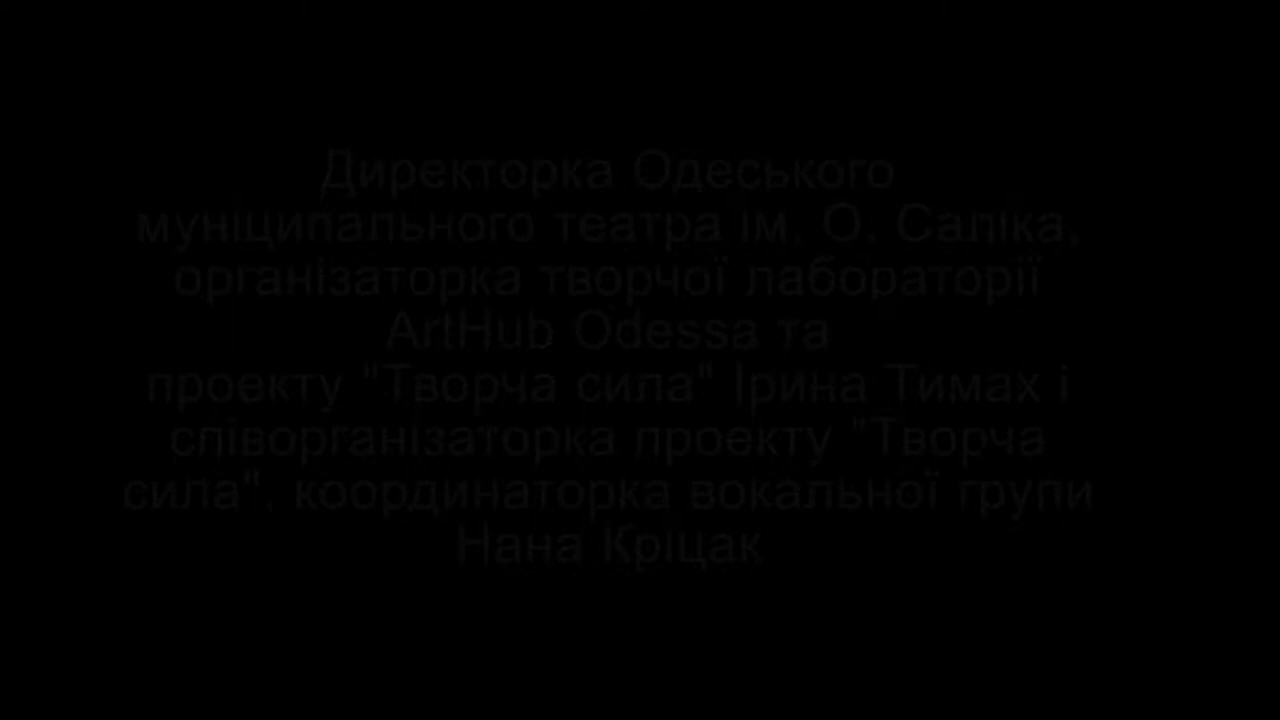 Директорка Одеського
муніципального театра ім. О. Саліка,
організаторка творчої лабораторії
ArtHub Odessa та
проекту "Творча сила" Ірина Тимах і
співорганізаторка проекту "Творча
сила", координаторка вокальної групи
Нана Кріцак